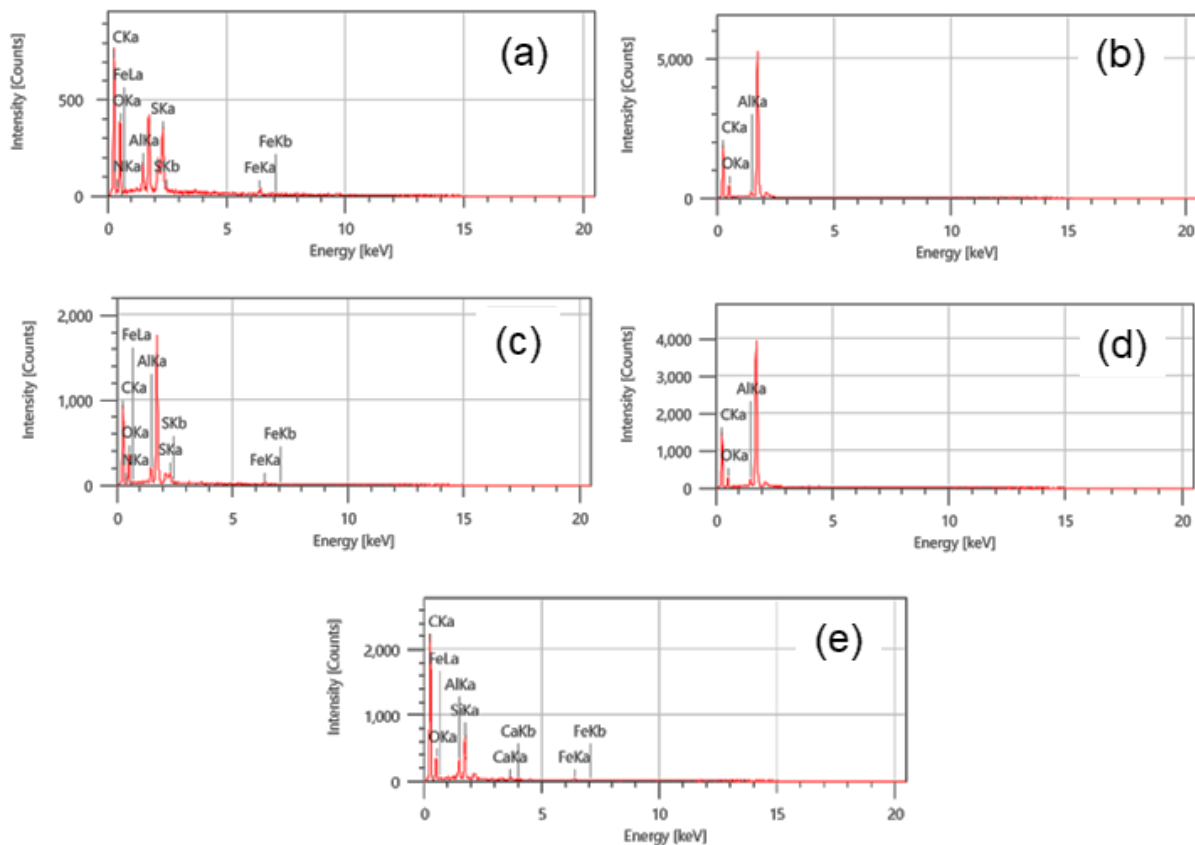 (a)
Intensity [Counts]
500
0
CKa
FeLa
OKa
SKa
AlKa
NKa
SKb
FeKb
FeKa
0 5 10 15 20
Energy [keV]
(b)
Intensity [Counts]
5,000
0
AlKa
CKa
OKa
0 5 10 15 20
Energy [keV]
(c)
Intensity [Counts]
2,000
1,000
0
FeLa
AlKa
CKa
SKb
OKa
SKa
NKa
FeKb
FeKa
0 5 10 15 20
Energy [keV]
(d)
Intensity [Counts]
4,000
3,000
2,000
1,000
0
AlKa
CKa
OKa
0 5 10 15 20
Energy [keV]
(e)
Intensity [Counts]
2,000
1,000
0
CKa
FeLa
AlKa
SiKa
OKa
CaKb
FeKb
CaKa
FeKa
0 5 10 15 20
Energy [keV]